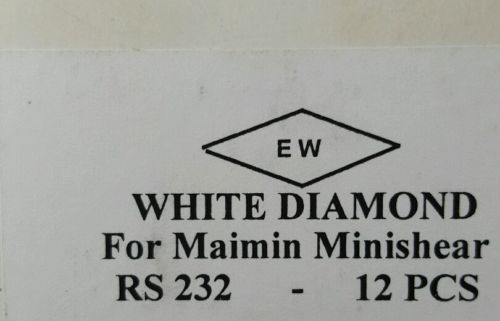 EW
WHITE DIAMOND
For Maimin Minishear
RS 232 - 12 PCS